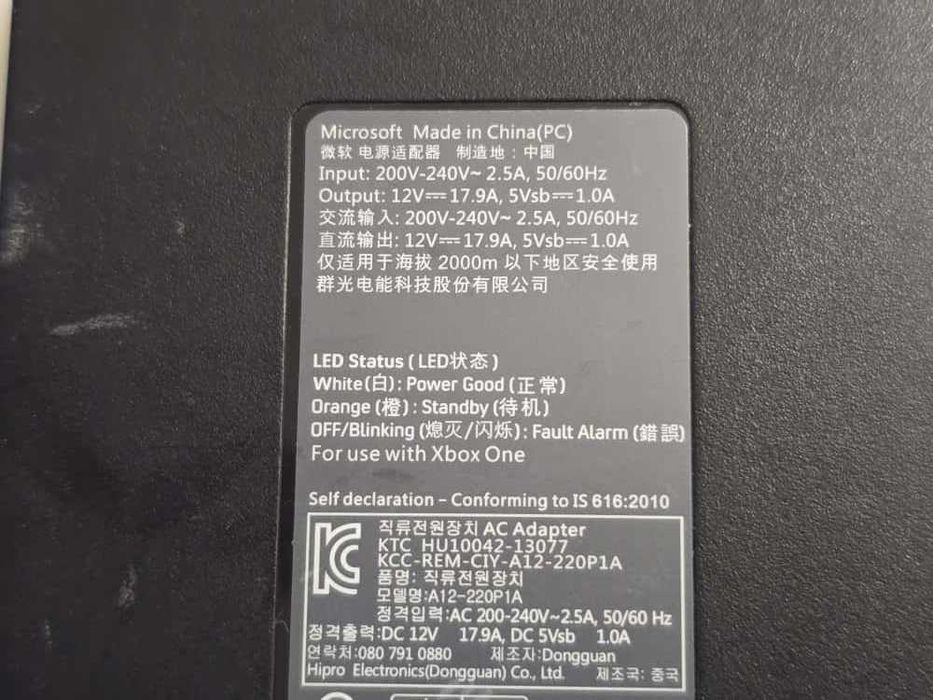 Microsoft Made in China(PC)
微软 电源适配器 制造地：中国
Input: 200V-240V~ 2.5A, 50/60Hz
Output: 12V⎓17.9A, 5Vsb⎓1.0A
交流输入: 200V-240V~ 2.5A, 50/60Hz
直流输出: 12V⎓17.9A, 5Vsb⎓1.0A
仅适用于海拔 2000m 以下地区安全使用
群光电能科技股份有限公司
LED Status ( LED状态 )
White(白) : Power Good (正常)
Orange (橙) : Standby (待机)
OFF/Blinking (熄灭/闪烁) : Fault Alarm (錯誤)
For use with Xbox One
Self declaration – Conforming to IS 616:2010
직류전원장치 AC Adapter
KTC HU10042-13077
KCC-REM-CIY-A12-220P1A
품명: 직류전원장치
모델명:A12-220P1A
정격입력:AC 200-240V~2.5A, 50/60 Hz
정격출력:DC 12V 17.9A, DC 5Vsb 1.0A
연락처:080 791 0880 제조자:Dongguan
Hipro Electronics(Dongguan) Co., Ltd. 제조국: 중국